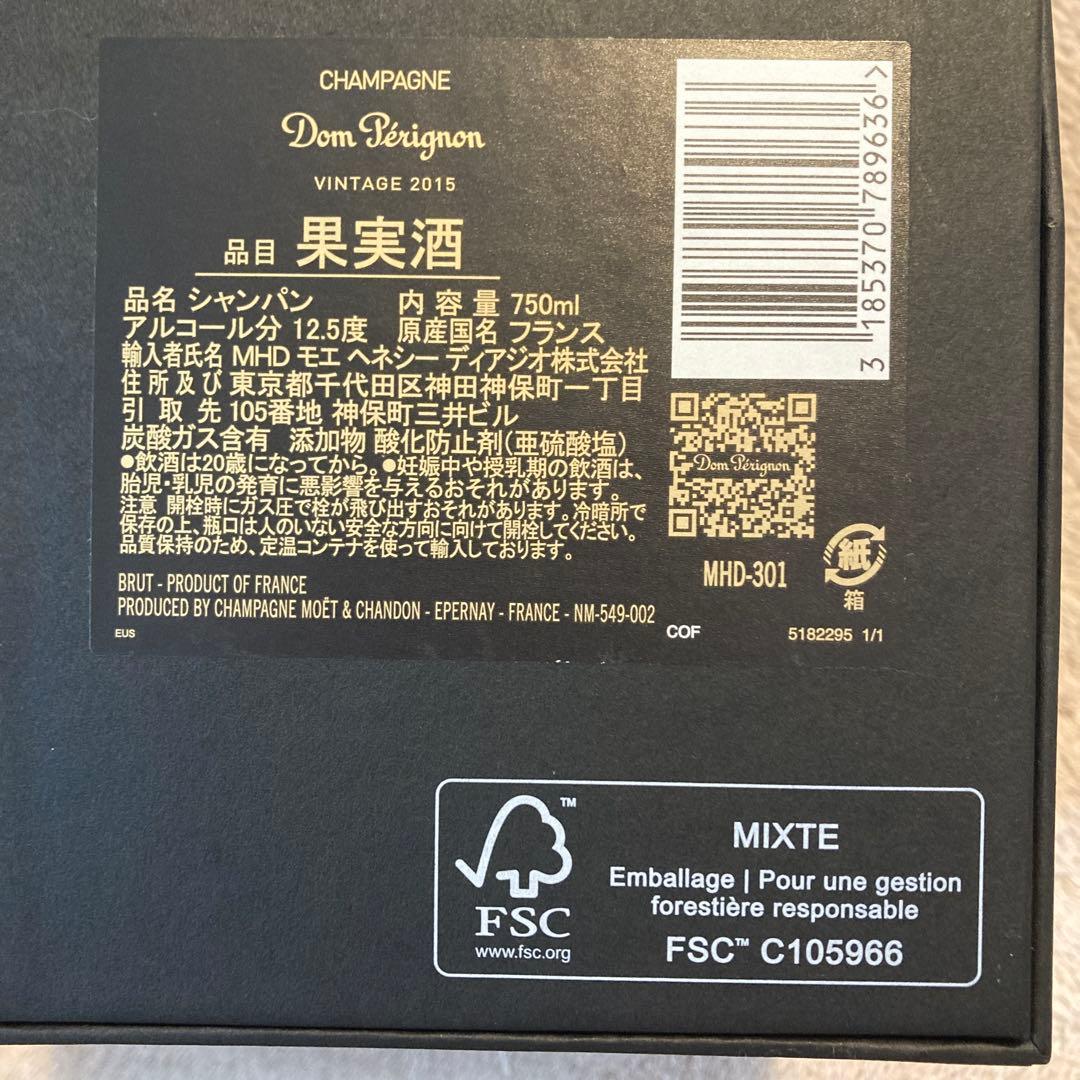 CHAMPAGNE
Dom Pérignon
VINTAGE 2015
品目 果実酒
品名 シャンパン 内容量 750ml
アルコール分 12.5度 原産国名 フランス
輸入者氏名 MHD モエ ヘネシー ディアジオ株式会社
住所及び 東京都千代田区神田神保町一丁目
引取先 105番地 神保町三井ビル
炭酸ガス含有 添加物 酸化防止剤(亜硫酸塩)
●飲酒は20歳になってから。●妊娠中や授乳期の飲酒は、
胎児・乳児の発育に悪影響を与えるおそれがあります。
注意 開栓時にガス圧で栓が飛び出すおそれがあります。冷暗所で
保存の上、瓶口は人のいない安全な方向に向けて開栓してください。
品質保持のため、定温コンテナを使って輸入しております。
BRUT - PRODUCT OF FRANCE
PRODUCED BY CHAMPAGNE MOËT & CHANDON - EPERNAY - FRANCE - NM-549-002
EUS
3 185370 789636 >
Dom Pérignon
MHD-301
紙
箱
COF
5182295 1/1
FSC™
www.fsc.org
MIXTE
Emballage | Pour une gestion
forestière responsable
FSC™ C105966